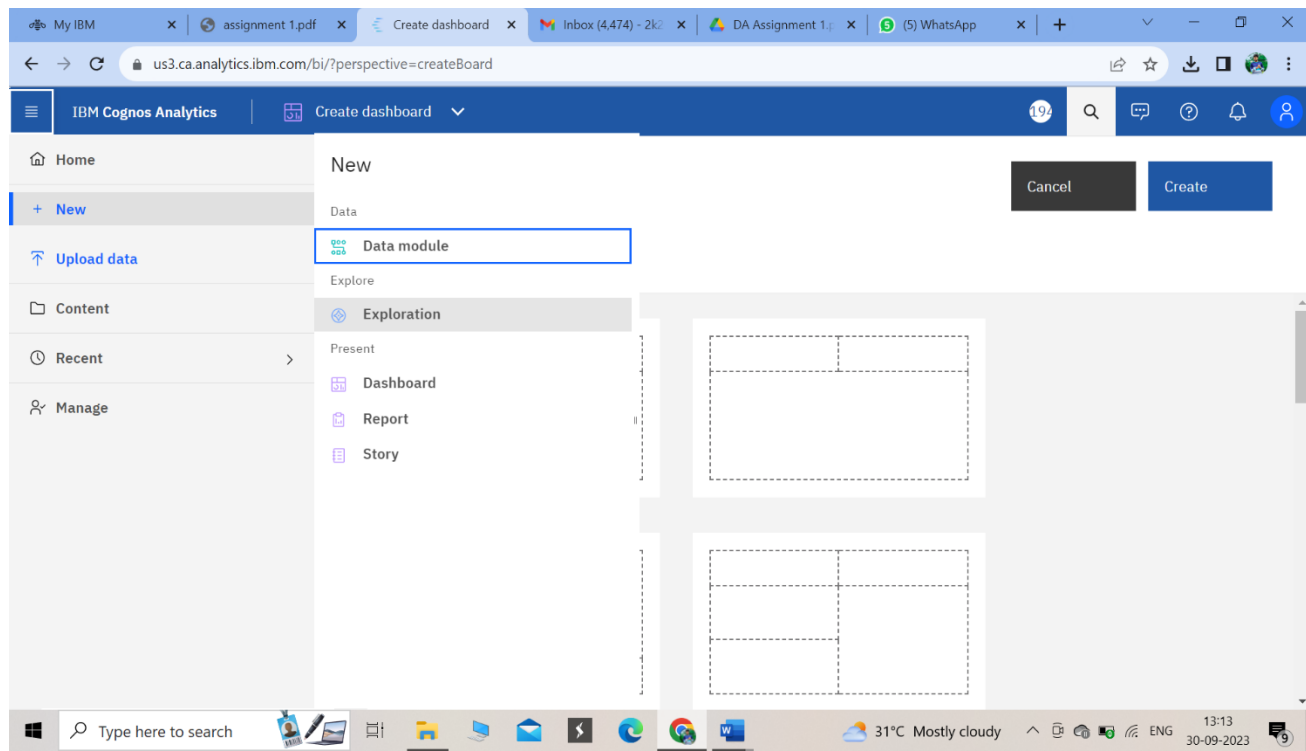 My IBM
assignment 1.pdf
Create dashboard
Inbox (4,474) - 2k2
DA Assignment 1.p
(5) WhatsApp
us3.ca.analytics.ibm.com/bi/?perspective=createBoard
IBM Cognos Analytics
Create dashboard
194
Home
New
Upload data
Content
Recent
Manage
New
Data
Data module
Explore
Exploration
Present
Dashboard
Report
Story
Cancel
Create
Type here to search
31°C Mostly cloudy
ENG
13:13
30-09-2023
9